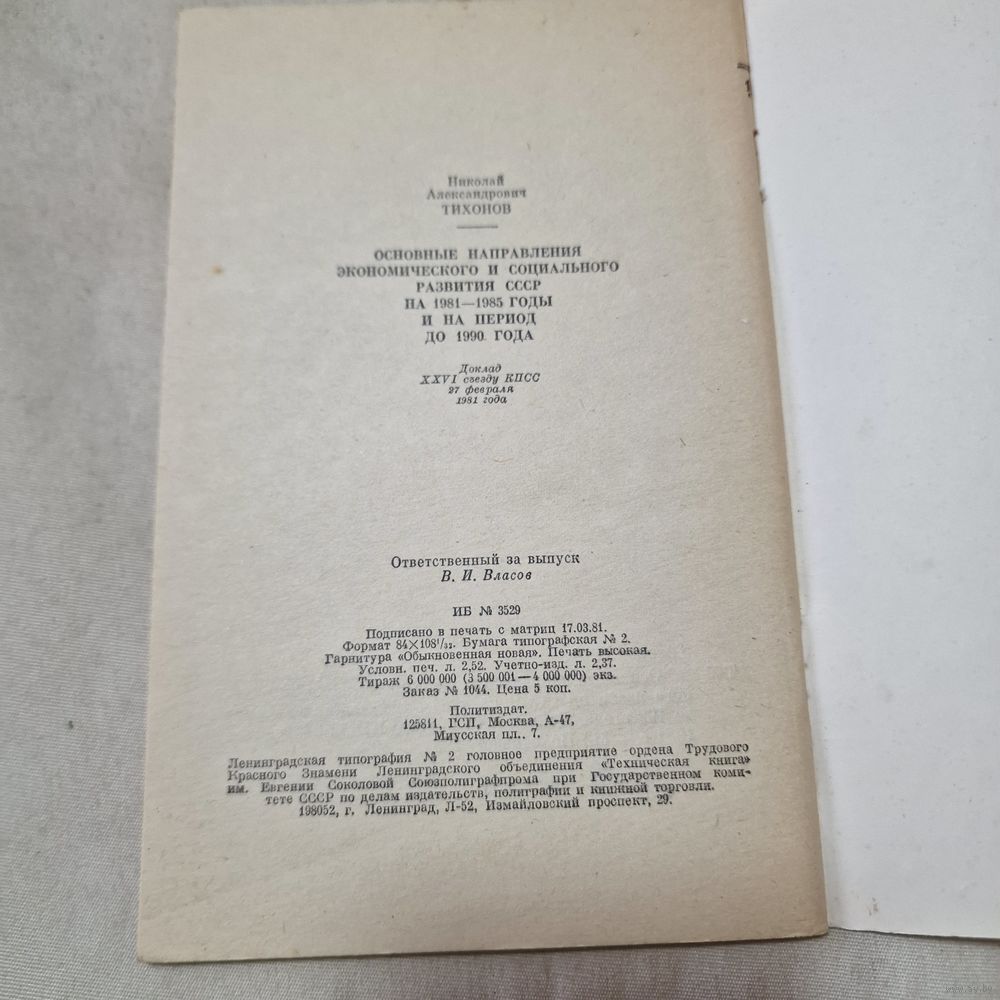 Николай
Александрович
ТИХОНОВ
ОСНОВНЫЕ НАПРАВЛЕНИЯ
ЭКОНОМИЧЕСКОГО И СОЦИАЛЬНОГО
РАЗВИТИЯ СССР
НА 1981—1985 ГОДЫ
И НА ПЕРИОД
ДО 1990 ГОДА
Доклад
XXVI съезду КПСС
27 февраля
1981 года
Ответственный за выпуск
В. И. Власов
ИБ № 3529
Подписано в печать с матриц 17.03.81.
Формат 84×108¹/₃₂. Бумага типографская № 2.
Гарнитура «Обыкновенная новая». Печать высокая.
Условн. печ. л. 2,52. Учетно-изд. л. 2,37.
Тираж 6 000 000 (3 500 001—4 000 000) экз.
Заказ № 1044. Цена 5 коп.
Политиздат.
125811, ГСП, Москва, А-47,
Миусская пл., 7.
Ленинградская типография № 2 головное предприятие ордена Трудового
Красного Знамени Ленинградского объединения «Техническая книга»
им. Евгении Соколовой Союзполиграфпрома при Государственном коми-
тете СССР по делам издательств, полиграфии и книжной торговли.
198052, г. Ленинград, Л-52, Измайловский проспект, 29.